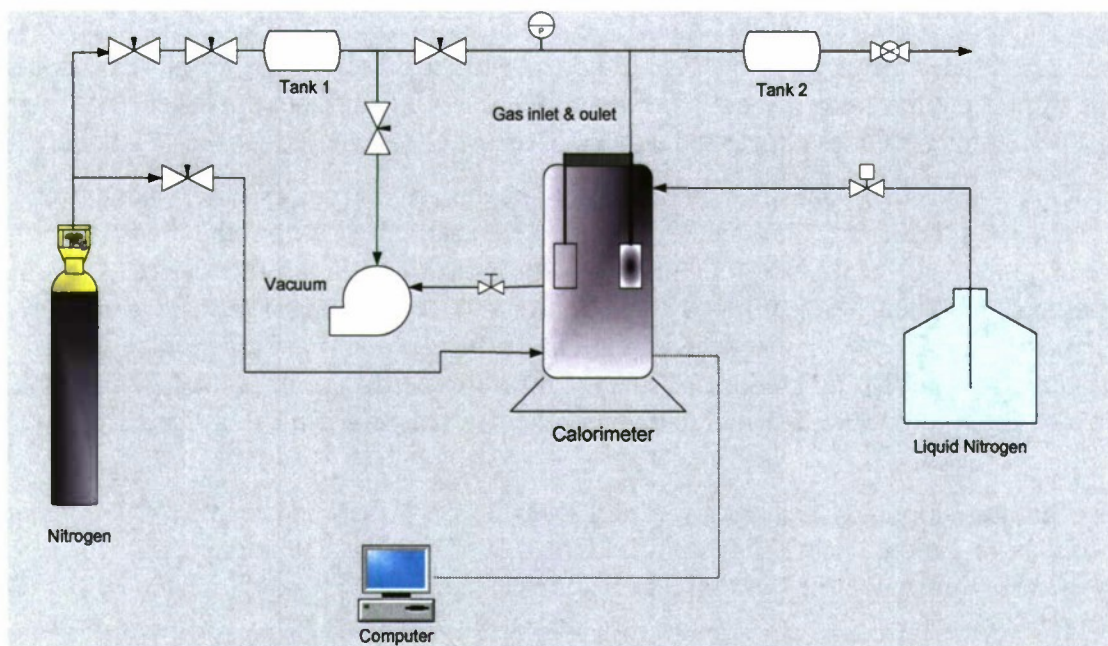 P
Tank 1
Tank 2
Gas inlet & oulet
Vacuum
Calorimeter
Liquid Nitrogen
Nitrogen
Computer